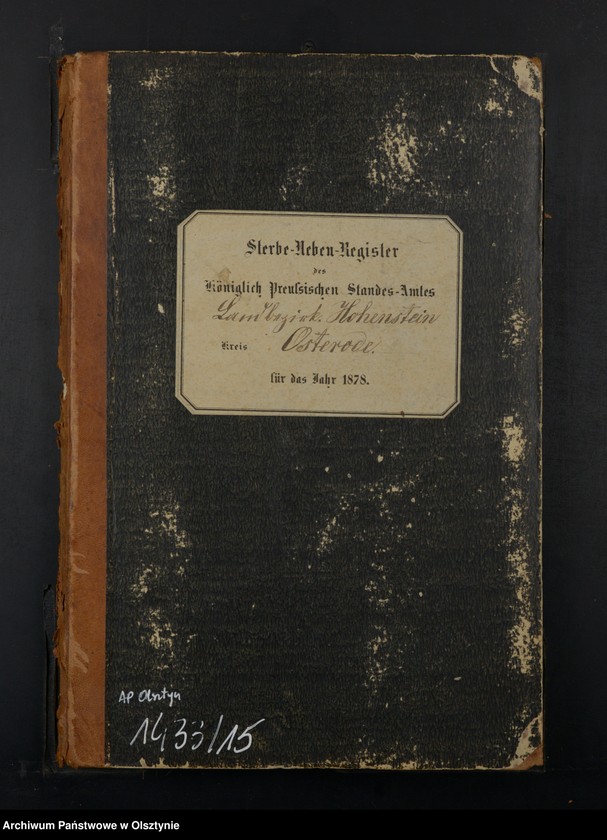 Sterbe-Neben-Register
des
Königlich Preußischen Standes-Amtes
Landbezirk Hohenstein
Kreis Osterode.
für das Jahr 1878.
AP Olsztyn
1433/15
Archiwum Państwowe w Olsztynie